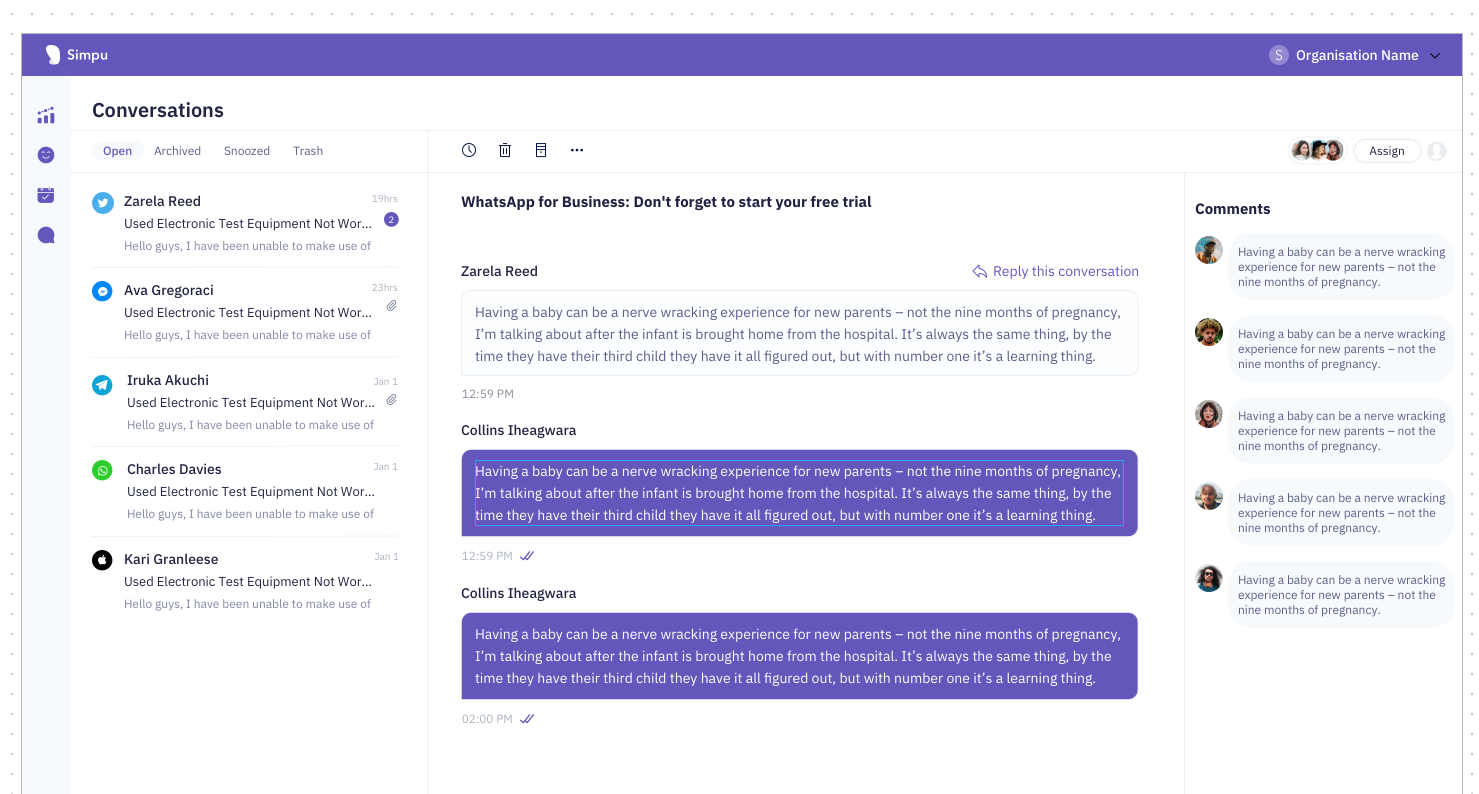 Simpu
S Organisation Name
Conversations
Open Archived Snoozed Trash
Assign
Zarela Reed 19hrs
Used Electronic Test Equipment Not Wor... 2
Hello guys, I have been unable to make use of
Ava Gregoraci 23hrs
Used Electronic Test Equipment Not Wor...
Hello guys, I have been unable to make use of
Iruka Akuchi Jan 1
Used Electronic Test Equipment Not Wor...
Hello guys, I have been unable to make use of
Charles Davies Jan 1
Used Electronic Test Equipment Not Wor...
Hello guys, I have been unable to make use of
Kari Granleese Jan 1
Used Electronic Test Equipment Not Wor...
Hello guys, I have been unable to make use of
WhatsApp for Business: Don't forget to start your free trial
Zarela Reed Reply this conversation
Having a baby can be a nerve wracking experience for new parents – not the nine months of pregnancy,
I’m talking about after the infant is brought home from the hospital. It’s always the same thing, by the
time they have their third child they have it all figured out, but with number one it’s a learning thing.
12:59 PM
Collins Iheagwara
Having a baby can be a nerve wracking experience for new parents – not the nine months of pregnancy,
I’m talking about after the infant is brought home from the hospital. It’s always the same thing, by the
time they have their third child they have it all figured out, but with number one it’s a learning thing.
12:59 PM
Collins Iheagwara
Having a baby can be a nerve wracking experience for new parents – not the nine months of pregnancy,
I’m talking about after the infant is brought home from the hospital. It’s always the same thing, by the
time they have their third child they have it all figured out, but with number one it’s a learning thing.
02:00 PM
Comments
Having a baby can be a nerve wracking
experience for new parents – not the
nine months of pregnancy.
Having a baby can be a nerve wracking
experience for new parents – not the
nine months of pregnancy.
Having a baby can be a nerve wracking
experience for new parents – not the
nine months of pregnancy.
Having a baby can be a nerve wracking
experience for new parents – not the
nine months of pregnancy.
Having a baby can be a nerve wracking
experience for new parents – not the
nine months of pregnancy.